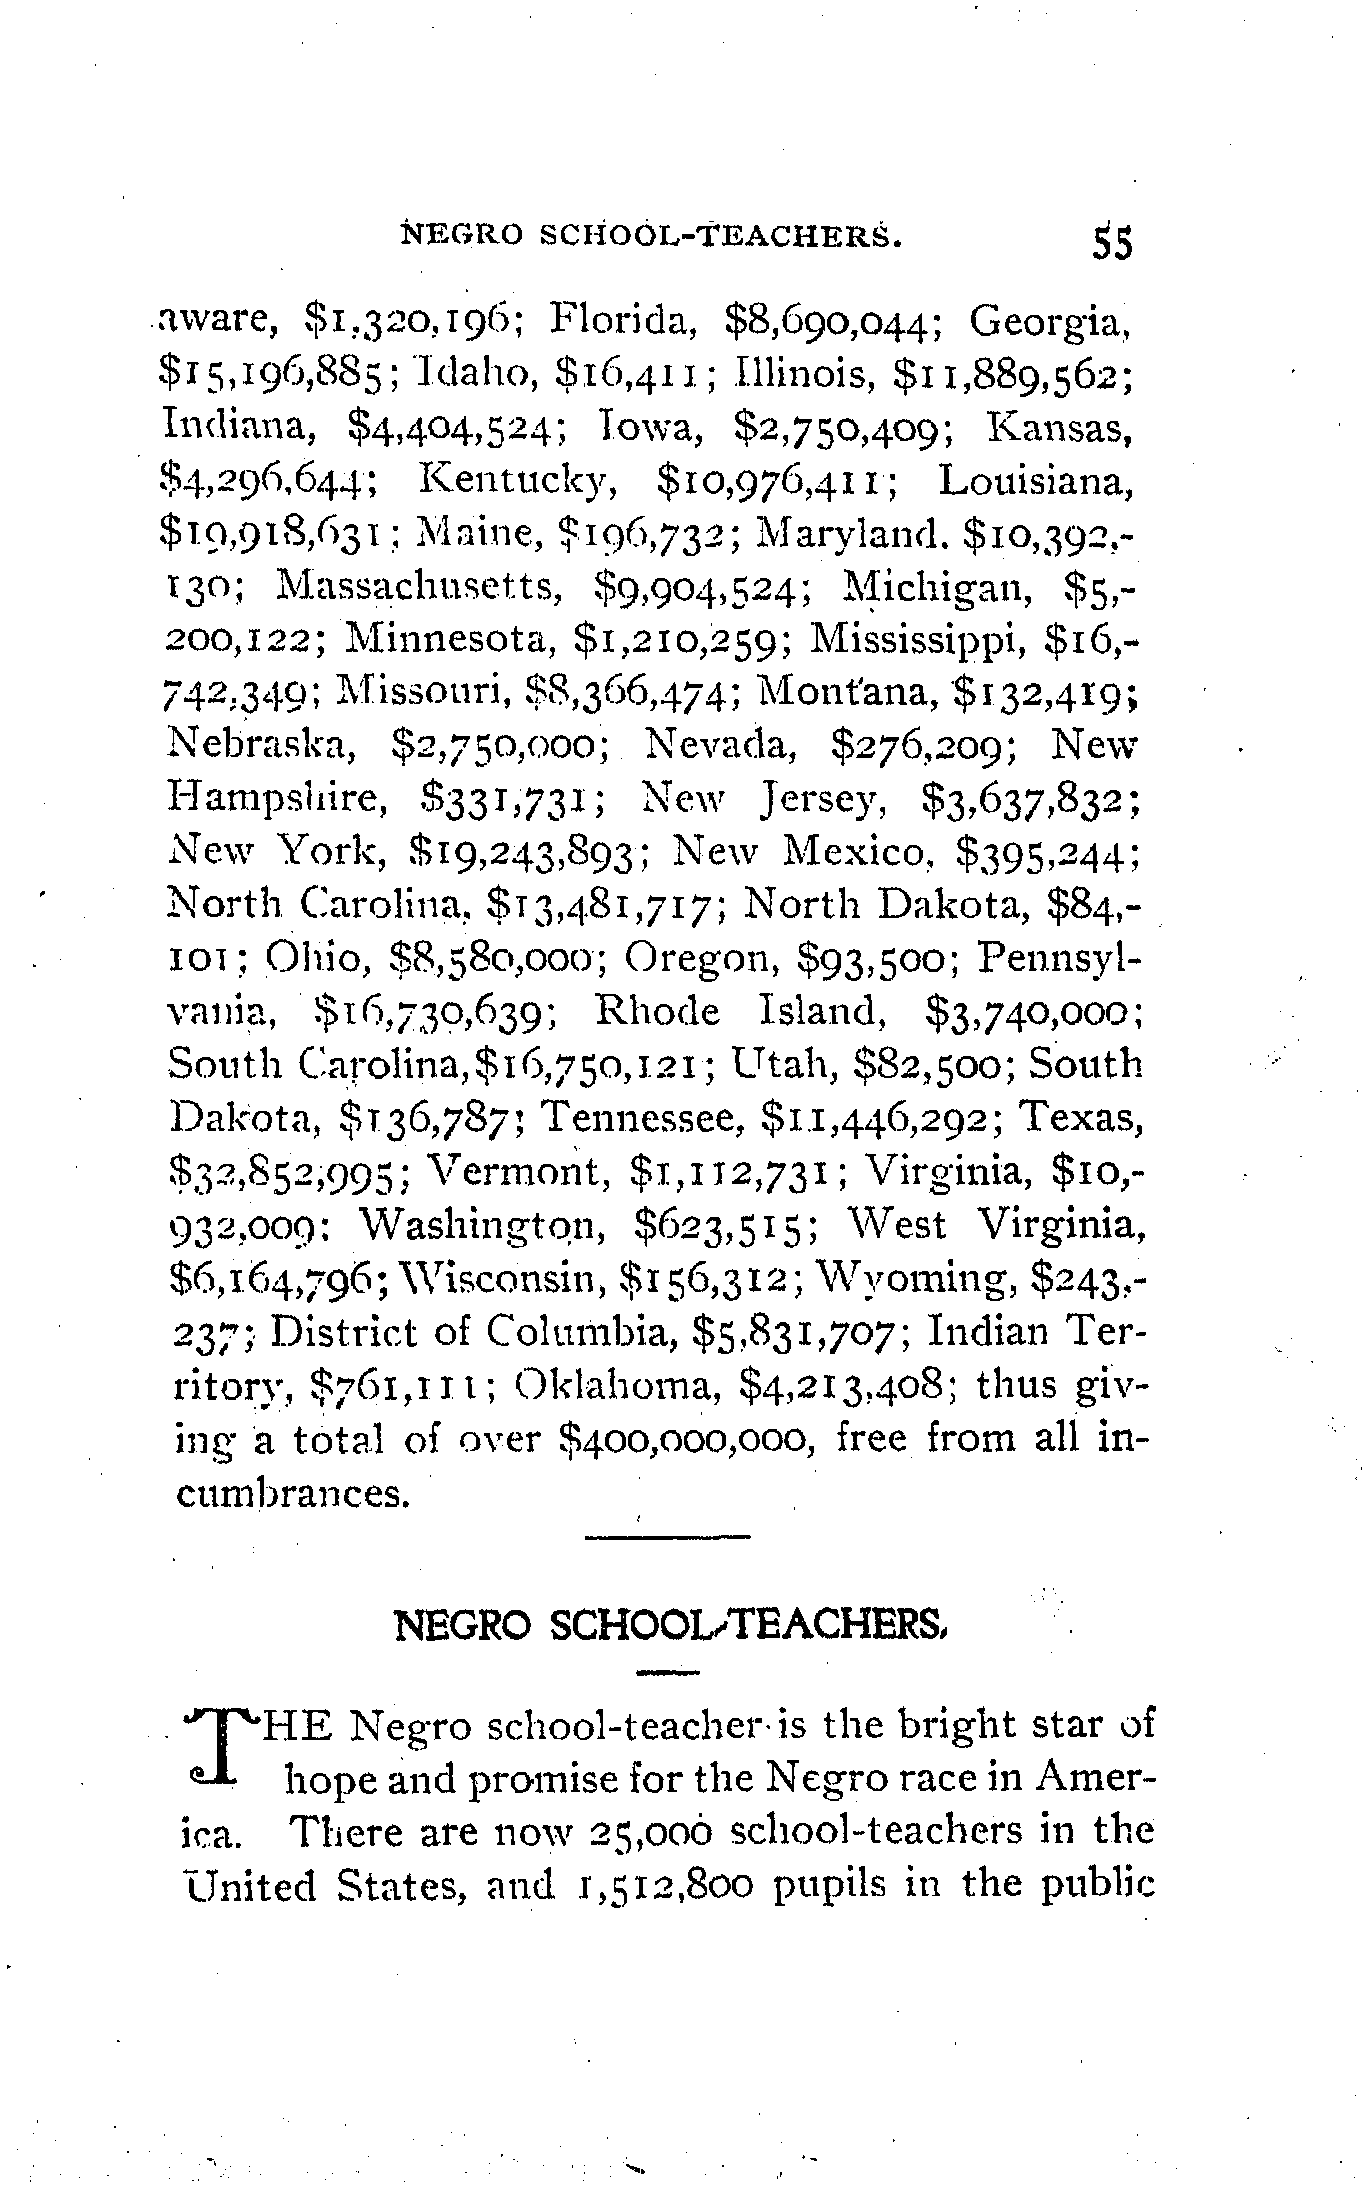 NEGRO SCHOOL-TEACHERS. 55
aware, $1,320,196; Florida, $8,690,044; Georgia,
$15,196,885; Idaho, $16,411; Illinois, $11,889,562;
Indiana, $4,404,524; Iowa, $2,750,409; Kansas,
$4,296,644; Kentucky, $10,976,411; Louisiana,
$19,918,631; Maine, $196,732; Maryland. $10,392,-
130; Massachusetts, $9,904,524; Michigan, $5,-
200,122; Minnesota, $1,210,259; Mississippi, $16,-
742,349; Missouri, $8,366,474; Montana, $132,419;
Nebraska, $2,750,000; Nevada, $276,209; New
Hampshire, $331,731; New Jersey, $3,637,832;
New York, $19,243,893; New Mexico, $395,244;
North Carolina, $13,481,717; North Dakota, $84,-
101; Ohio, $8,580,000; Oregon, $93,500; Pennsyl-
vania, $16,730,639; Rhode Island, $3,740,000;
South Carolina, $16,750,121; Utah, $82,500; South
Dakota, $136,787; Tennessee, $11,446,292; Texas,
$32,852,995; Vermont, $1,112,731; Virginia, $10,-
932,009: Washington, $623,515; West Virginia,
$6,164,796; Wisconsin, $156,312; Wyoming, $243,-
237; District of Columbia, $5,831,707; Indian Ter-
ritory, $761,111; Oklahoma, $4,213,408; thus giv-
ing a total of over $400,000,000, free from all in-
cumbrances.
NEGRO SCHOOL-TEACHERS.
THE Negro school-teacher is the bright star of
hope and promise for the Negro race in Amer-
ica. There are now 25,000 school-teachers in the
United States, and 1,512,800 pupils in the public